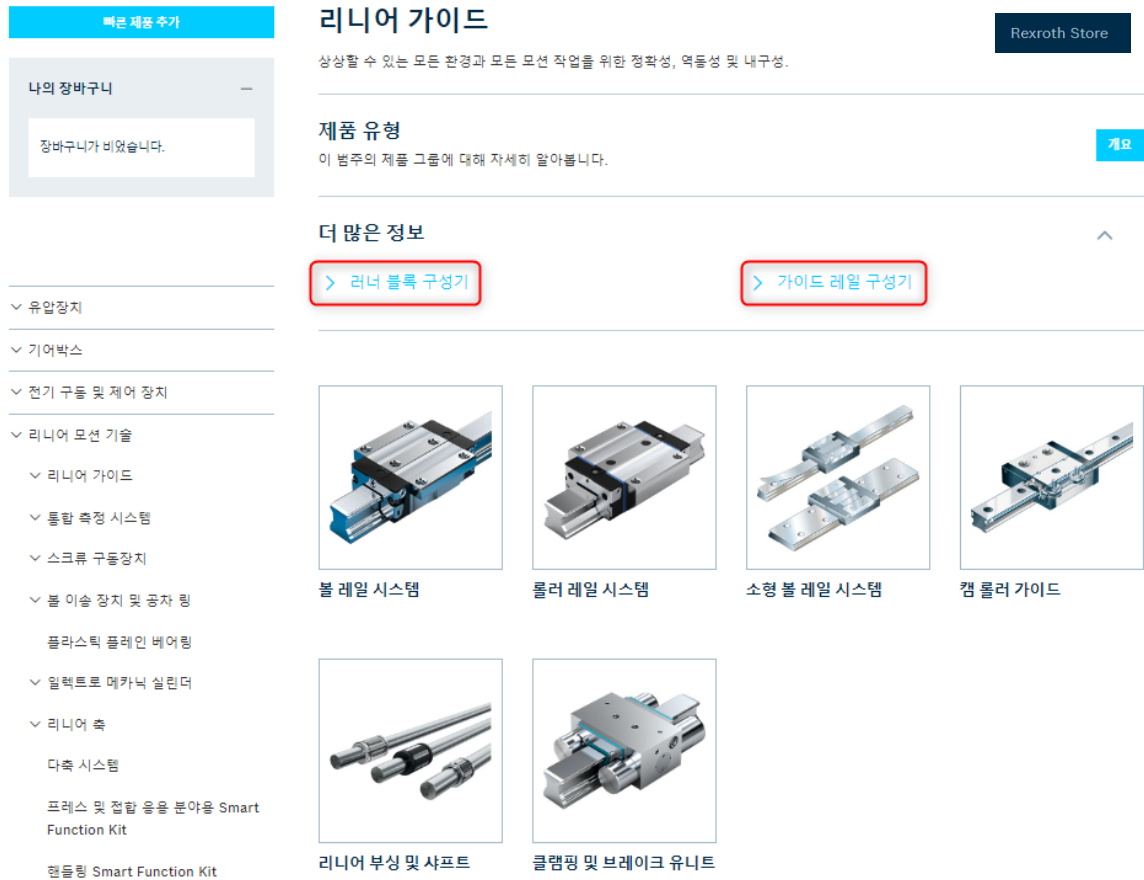 빠른 제품 추가
나의 장바구니
장바구니가 비었습니다.
유압장치
기어박스
전기 구동 및 제어 장치
리니어 모션 기술
리니어 가이드
통합 측정 시스템
스크류 구동장치
볼 이송 장치 및 공차 링
플라스틱 플레인 베어링
일렉트로 메카닉 실린더
리니어 축
다축 시스템
프레스 및 접합 응용 분야용 Smart
Function Kit
핸들링 Smart Function Kit
리니어 가이드
Rexroth Store
상상할 수 있는 모든 환경과 모든 모션 작업을 위한 정확성, 역동성 및 내구성.
제품 유형
개요
이 범주의 제품 그룹에 대해 자세히 알아봅니다.
더 많은 정보
러너 블록 구성기
가이드 레일 구성기
볼 레일 시스템
롤러 레일 시스템
소형 볼 레일 시스템
캠 롤러 가이드
리니어 부싱 및 샤프트
클램핑 및 브레이크 유니트